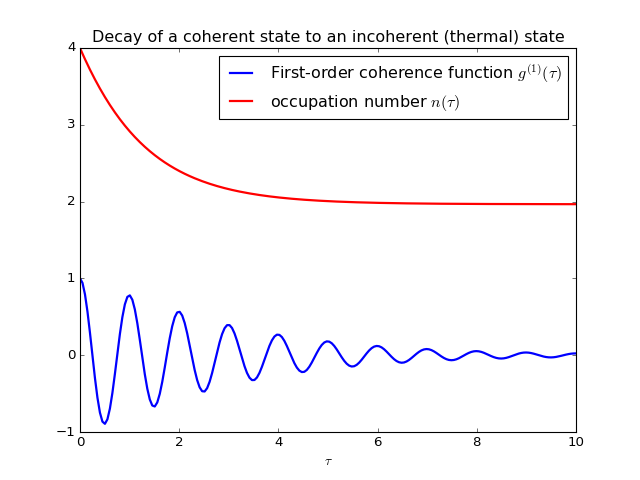 Decay of a coherent state to an incoherent (thermal) state
First-order coherence function g^{(1)}(τ)
occupation number n(τ)
4
3
2
1
0
−1
0 2 4 6 8 10
τ